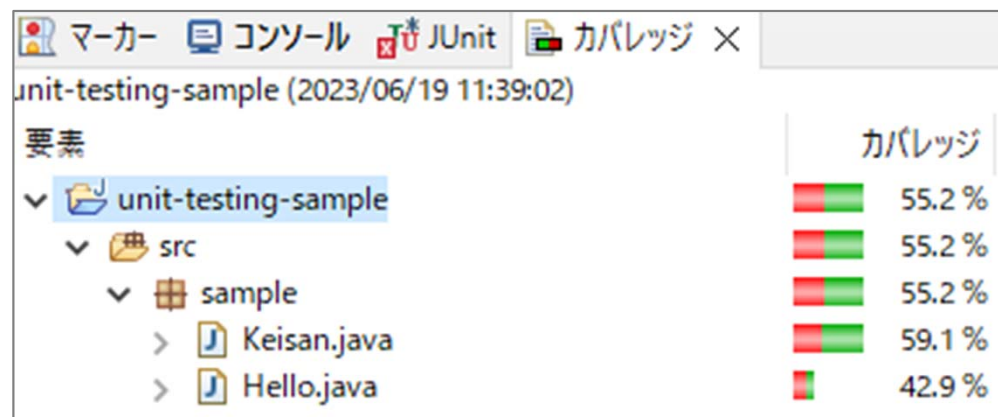 マーカー コンソール JUnit カバレッジ
unit-testing-sample (2023/06/19 11:39:02)
要素 カバレッジ
unit-testing-sample 55.2 %
src 55.2 %
sample 55.2 %
Keisan.java 59.1 %
Hello.java 42.9 %